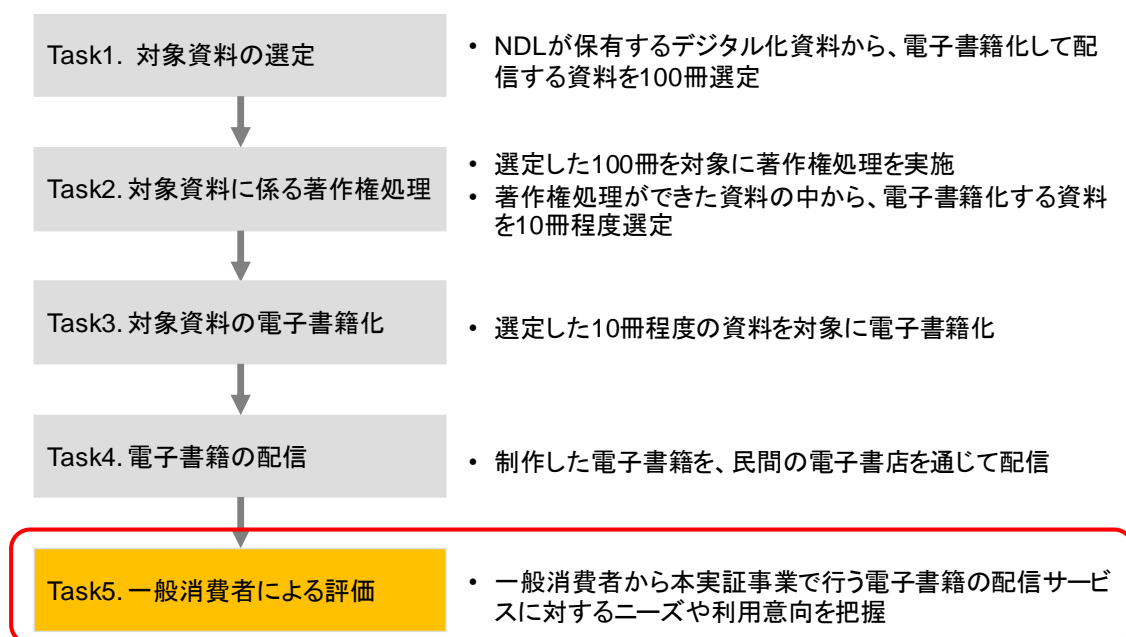 Task1. 対象資料の選定
• NDLが保有するデジタル化資料から、電子書籍化して配
信する資料を100冊選定
Task2. 対象資料に係る著作権処理
• 選定した100冊を対象に著作権処理を実施
• 著作権処理ができた資料の中から、電子書籍化する資料
を10冊程度選定
Task3. 対象資料の電子書籍化
• 選定した10冊程度の資料を対象に電子書籍化
Task4. 電子書籍の配信
• 制作した電子書籍を、民間の電子書店を通じて配信
Task5. 一般消費者による評価
• 一般消費者から本実証事業で行う電子書籍の配信サービ
スに対するニーズや利用意向を把握